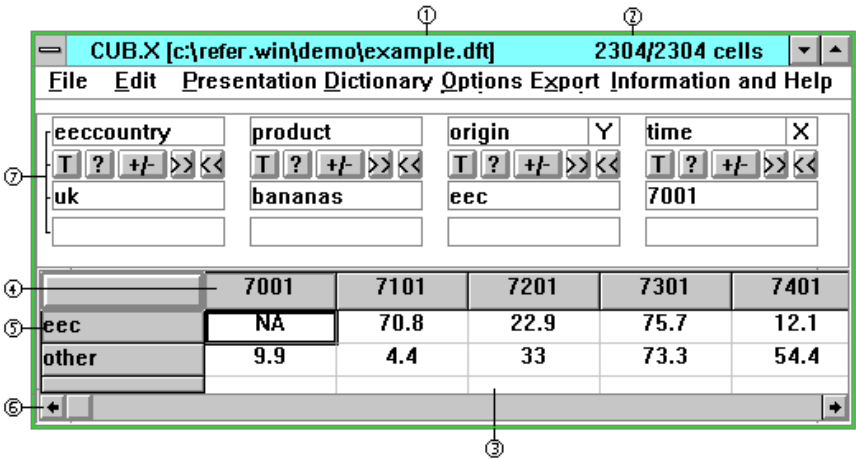 ① ②
CUB.X [c:\refer.win\demo\example.dft] 2304/2304 cells
File Edit Presentation Dictionary Options Export Information and Help
eeccountry product origin Y time X
⑦ T ? +/- >> << T ? +/- >> << T ? +/- >> << T ? +/- >> <<
uk bananas eec 7001
④ 7001 7101 7201 7301 7401
⑤ eec NA 70.8 22.9 75.7 12.1
other 9.9 4.4 33 73.3 54.4
⑥
③